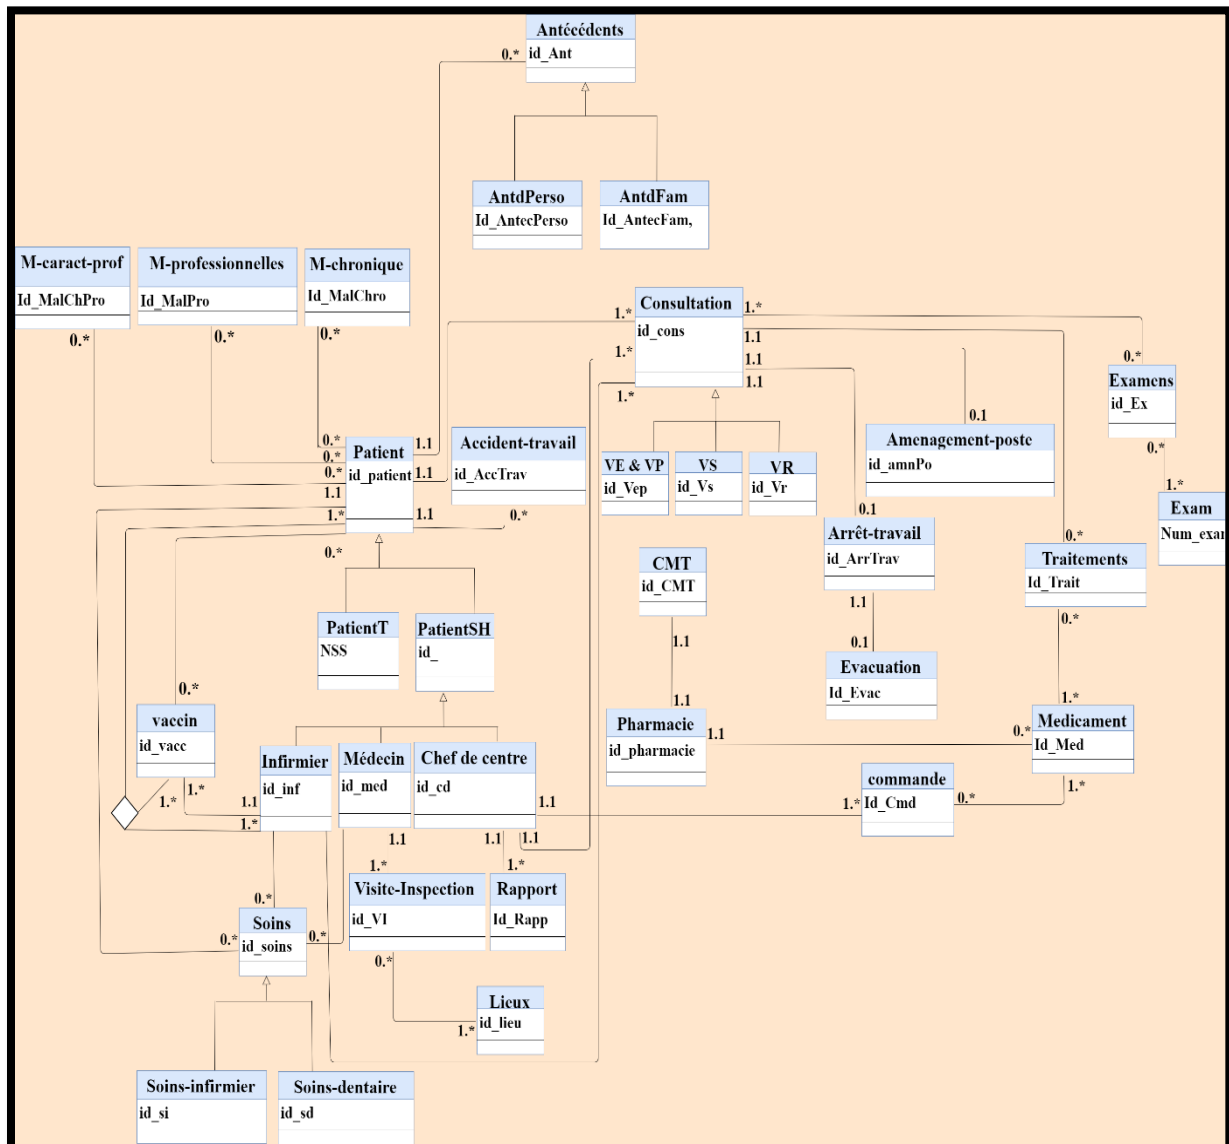 Antécédents
id_Ant
0.*
AntdPerso
Id_AntecPerso
AntdFam
Id_AntecFam,
M-caract-prof
Id_MalChPro
0.*
M-professionnelles
Id_MalPro
0.*
M-chronique
Id_MalChro
0.*
Consultation
id_cons
1.*
1.*
1.*
1.*
1.1
1.1
1.1
Examens
id_Ex
0.*
0.*
Exam
Num_exam
1.*
Amenagement-poste
id_amnPo
0.1
Patient
id_patient
0.*
0.*
0.*
1.1
1.*
1.1
1.1
1.1
0.*
Accident-travail
id_AccTrav
0.*
VE & VP
id_Vep
VS
id_Vs
VR
id_Vr
Arrêt-travail
id_ArrTrav
0.1
1.1
Traitements
Id_Trait
0.*
0.*
CMT
id_CMT
1.1
PatientT
NSS
PatientSH
id_
Evacuation
Id_Evac
0.1
Pharmacie
id_pharmacie
1.1
1.1
Medicament
Id_Med
1.*
0.*
1.*
vaccin
id_vacc
0.*
1.*
1.*
Infirmier
id_inf
1.1
1.*
Médecin
id_med
Chef de centre
id_cd
1.1
1.1
1.1
1.1
commande
Id_Cmd
1.*
0.*
Visite-Inspection
id_VI
1.*
0.*
Rapport
Id_Rapp
1.*
Soins
id_soins
0.*
0.*
0.*
Lieux
id_lieu
1.*
Soins-infirmier
id_si
Soins-dentaire
id_sd